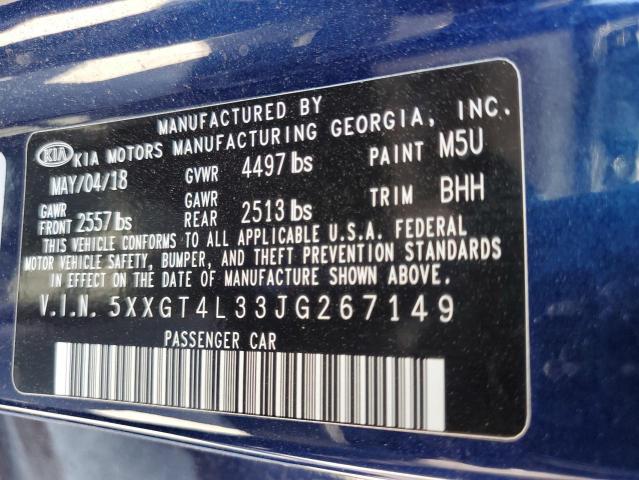 MANUFACTURED BY
KIA KIA MOTORS MANUFACTURING GEORGIA, INC.
MAY/04/18 GVWR 4497 lbs PAINT M5U
GAWR FRONT 2557 lbs GAWR REAR 2513 lbs TRIM BHH
THIS VEHICLE CONFORMS TO ALL APPLICABLE U.S.A. FEDERAL
MOTOR VEHICLE SAFETY, BUMPER, AND THEFT PREVENTION STANDARDS
IN EFFECT ON THE DATE OF MANUFACTURE SHOWN ABOVE.
V.I.N. 5XXGT4L33JG267149
PASSENGER CAR